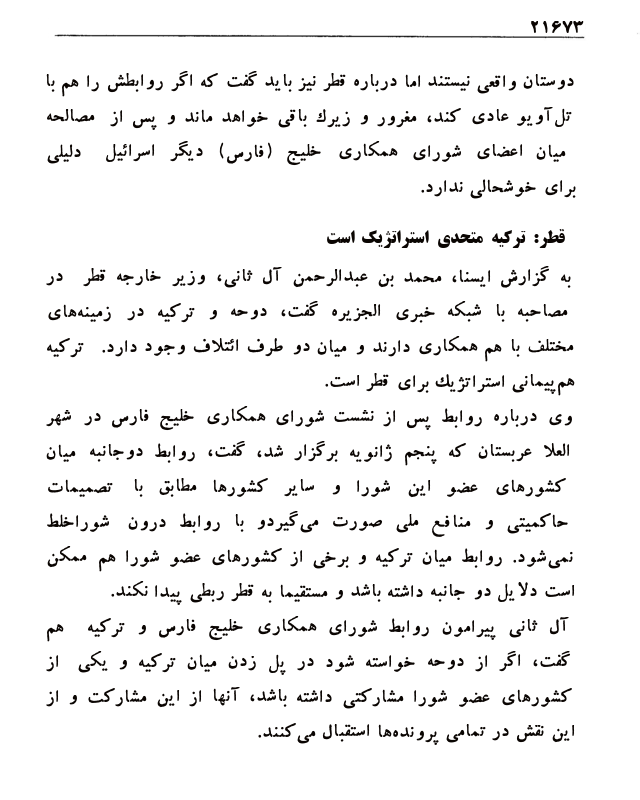 ۲۱۶۷۳
دوستان واقعی نیستند اما درباره قطر نیز باید گفت که اگر روابطش را هم با
تل‌آویو عادی کند، مغرور و زیرك باقی خواهد ماند و پس از مصالحه
میان اعضای شورای همکاری خلیج (فارس) دیگر اسرائیل دلیلی
برای خوشحالی ندارد.
قطر: ترکیه متحدی استراتژیک است
به گزارش ایسنا، محمد بن عبدالرحمن آل ثانی، وزیر خارجه قطر در
مصاحبه با شبکه خبری الجزیره گفت، دوحه و ترکیه در زمینه‌های
مختلف با هم همکاری دارند و میان دو طرف ائتلاف وجود دارد. ترکیه
هم‌پیمانی استراتژیك برای قطر است.
وی درباره روابط پس از نشست شورای همکاری خلیج فارس در شهر
العلا عربستان که پنجم ژانویه برگزار شد، گفت، روابط دوجانبه میان
کشورهای عضو این شورا و سایر کشورها مطابق با تصمیمات
حاکمیتی و منافع ملی صورت می‌گیردو با روابط درون شوراخلط
نمی‌شود. روابط میان ترکیه و برخی از کشورهای عضو شورا هم ممکن
است دلایل دو جانبه داشته باشد و مستقیما به قطر ربطی پیدا نکند.
آل ثانی پیرامون روابط شورای همکاری خلیج فارس و ترکیه هم
گفت، اگر از دوحه خواسته شود در پل زدن میان ترکیه و یکی از
کشورهای عضو شورا مشارکتی داشته باشد، آنها از این مشارکت و از
این نقش در تمامی پرونده‌ها استقبال می‌کنند.